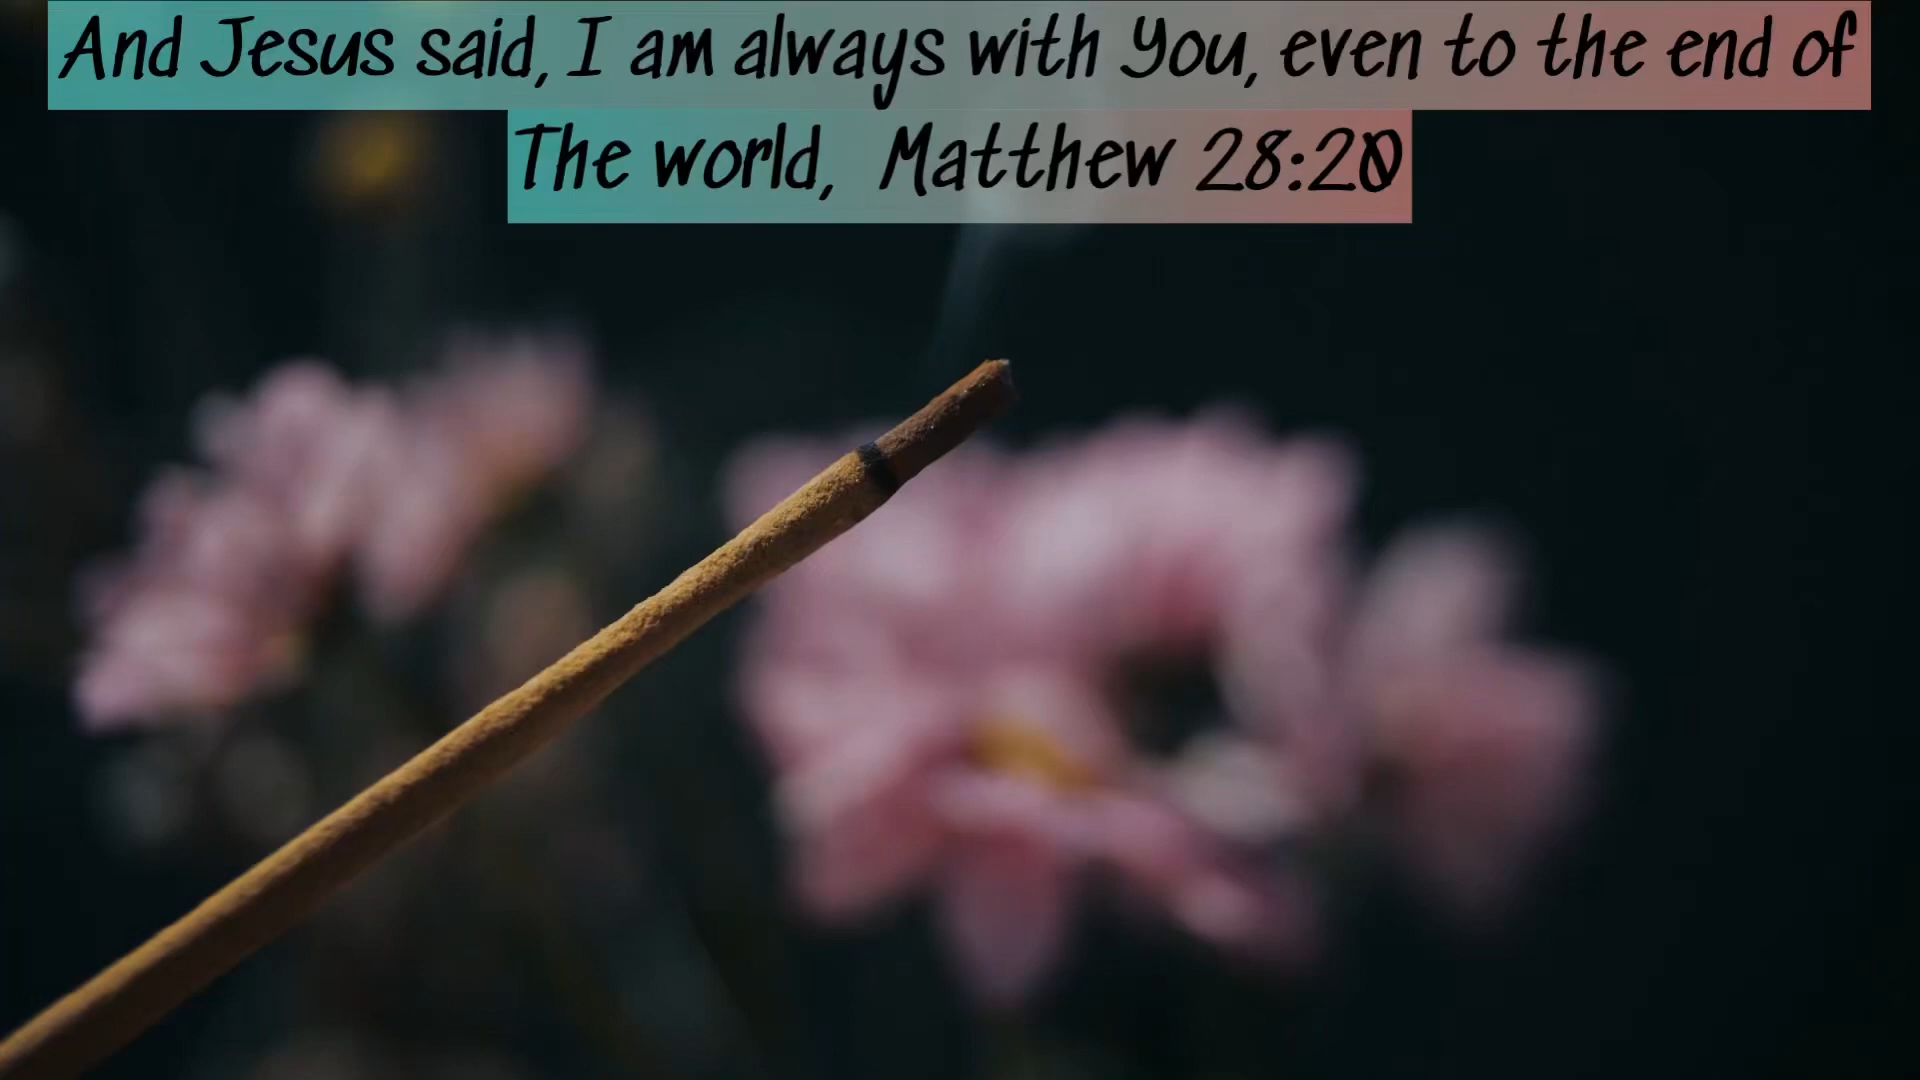 And Jesus said, I am always with You, even to the end of
The world,  Matthew 28:20